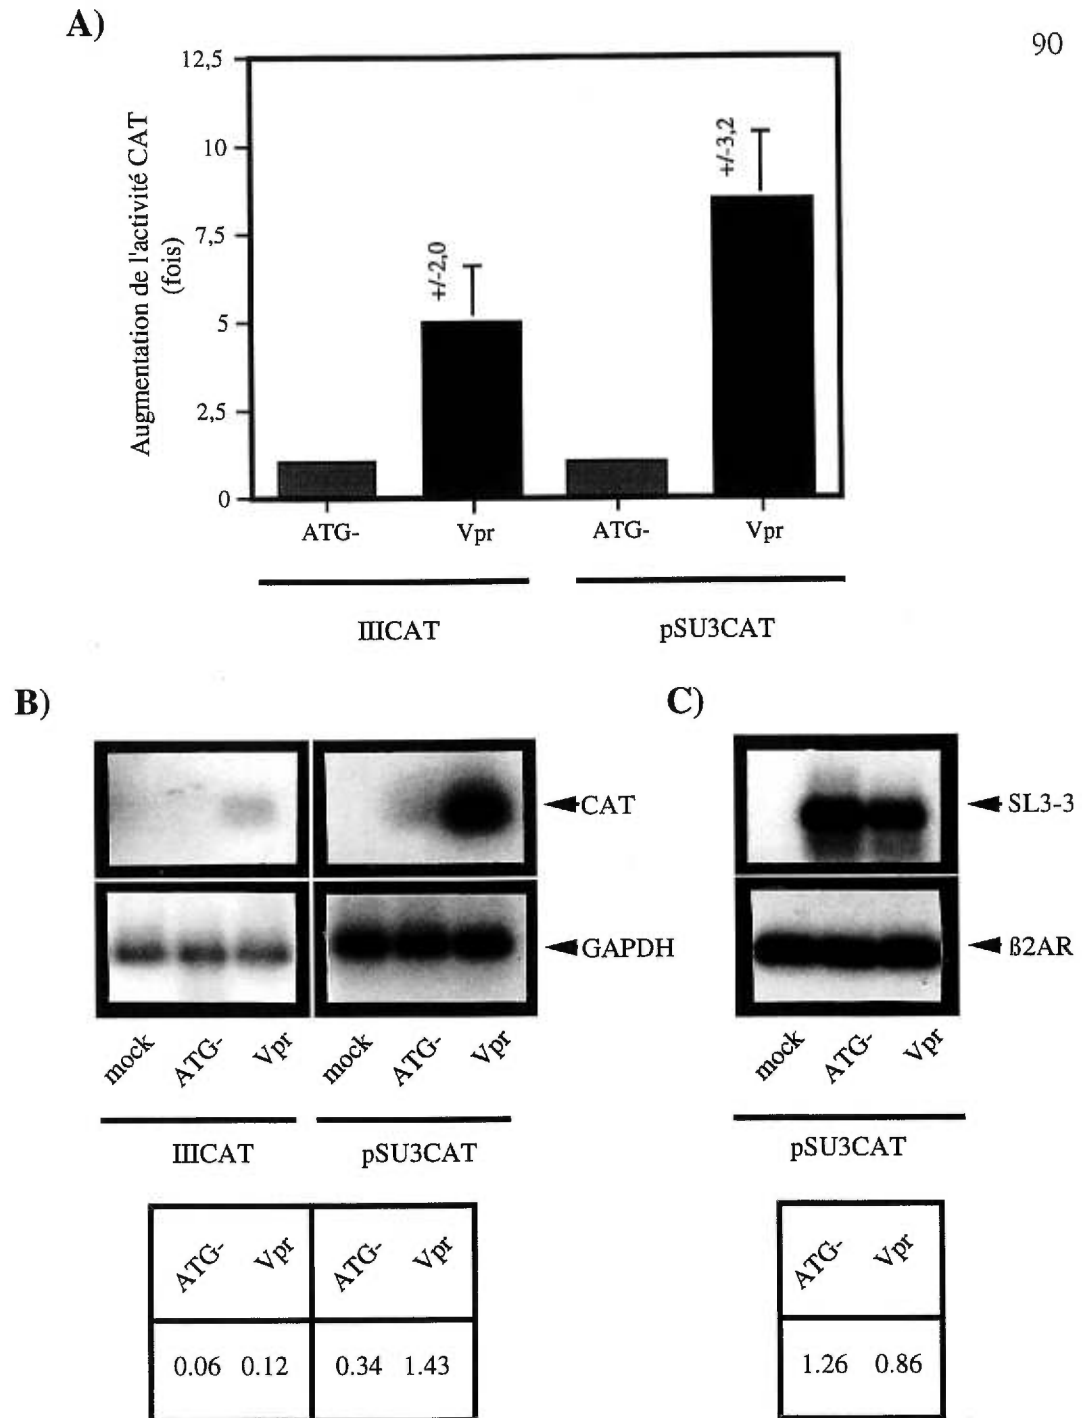 90
A)
Augmentation de l'activité CAT
(fois)
12,5
10
7,5
5
2,5
0
+/-2,0
+/-3,2
ATG- Vpr ATG- Vpr
IIICAT pSU3CAT
B)
CAT
GAPDH
mock ATG- Vpr mock ATG- Vpr
IIICAT pSU3CAT
ATG- Vpr ATG- Vpr
0.06 0.12 0.34 1.43
C)
SL3-3
ß2AR
mock ATG- Vpr
pSU3CAT
ATG- Vpr
1.26 0.86